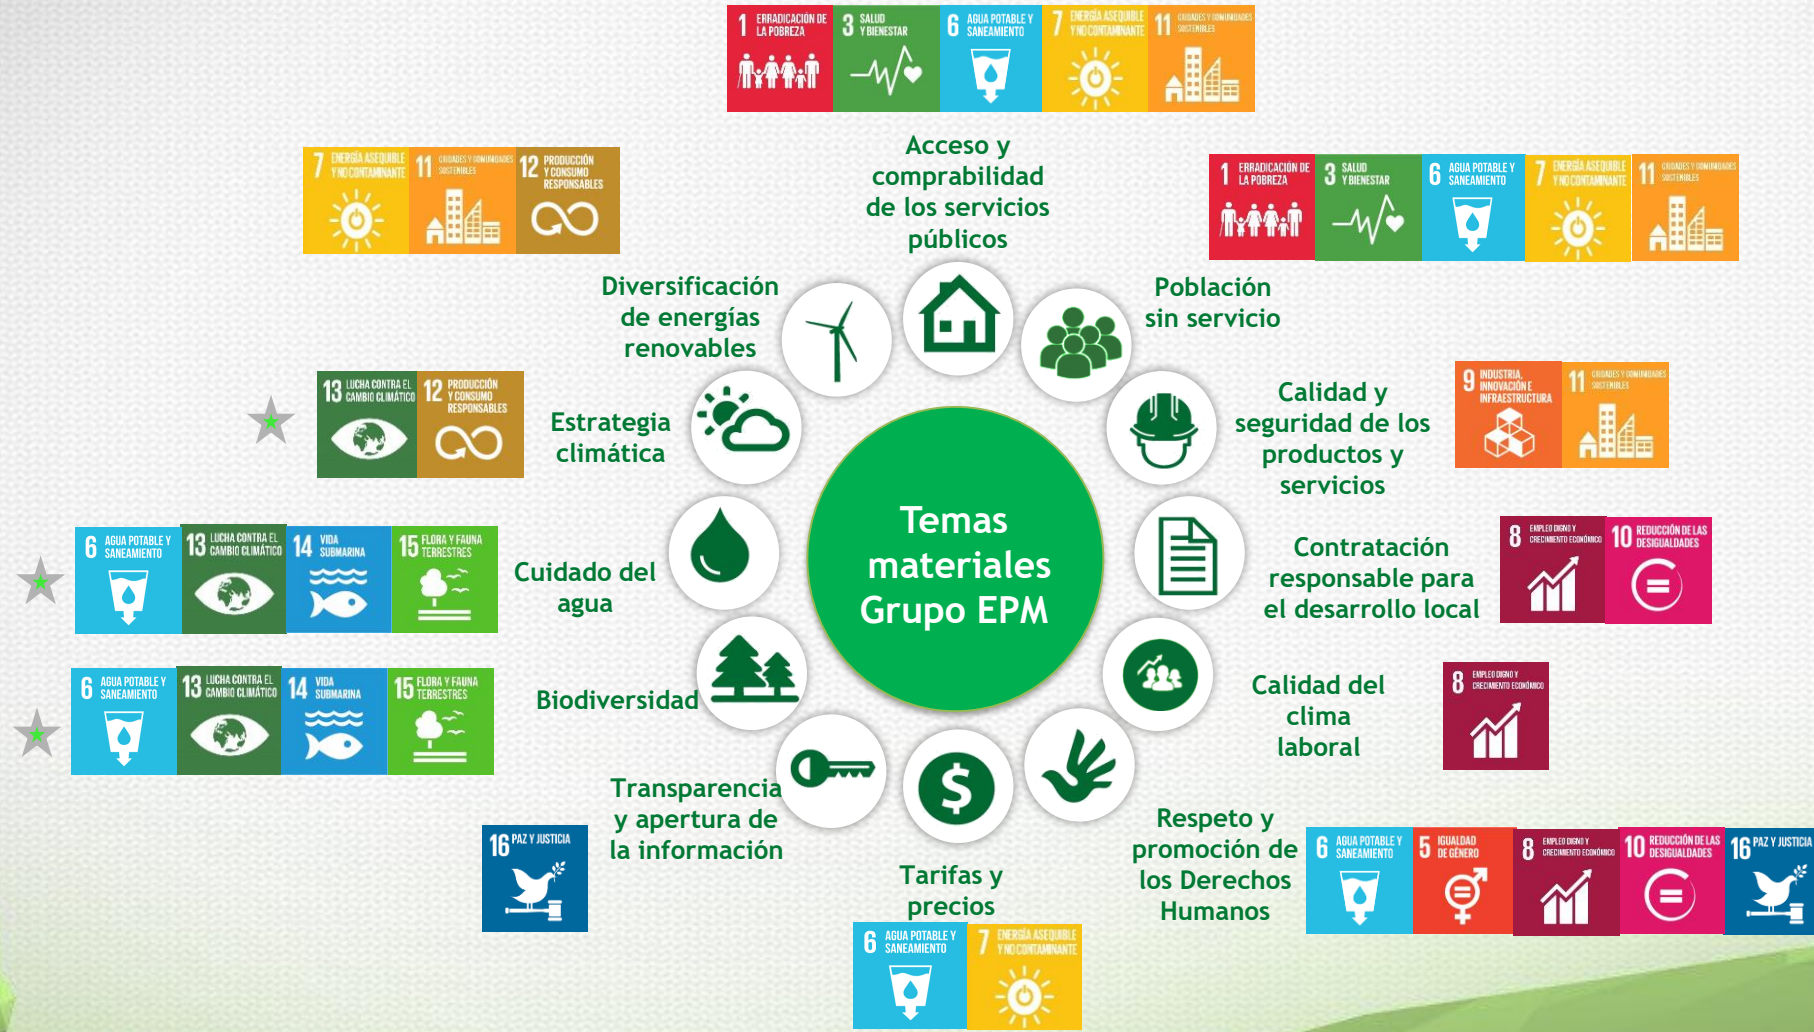 1 ERRADICACIÓN DE
LA POBREZA
3 SALUD
Y BIENESTAR
6 AGUA POTABLE Y
SANEAMIENTO
7 ENERGÍA ASEQUIBLE
Y NO CONTAMINANTE
11 CIUDADES Y COMUNIDADES
SOSTENIBLES
Acceso y
comprabilidad
de los servicios
públicos
7 ENERGÍA ASEQUIBLE
Y NO CONTAMINANTE
11 CIUDADES Y COMUNIDADES
SOSTENIBLES
12 PRODUCCIÓN
Y CONSUMO
RESPONSABLES
Diversificación
de energías
renovables
1 ERRADICACIÓN DE
LA POBREZA
3 SALUD
Y BIENESTAR
6 AGUA POTABLE Y
SANEAMIENTO
7 ENERGÍA ASEQUIBLE
Y NO CONTAMINANTE
11 CIUDADES Y COMUNIDADES
SOSTENIBLES
Población
sin servicio
13 LUCHA CONTRA EL
CAMBIO CLIMÁTICO
12 PRODUCCIÓN
Y CONSUMO
RESPONSABLES
Estrategia
climática
Calidad y
seguridad de los
productos y
servicios
9 INDUSTRIA,
INNOVACIÓN E
INFRAESTRUCTURA
11 CIUDADES Y COMUNIDADES
SOSTENIBLES
Temas
materiales
Grupo EPM
6 AGUA POTABLE Y
SANEAMIENTO
13 LUCHA CONTRA EL
CAMBIO CLIMÁTICO
14 VIDA
SUBMARINA
15 FLORA Y FAUNA
TERRESTRES
Cuidado del
agua
Contratación
responsable para
el desarrollo local
8 EMPLEO DIGNO Y
CRECIMIENTO ECONÓMICO
10 REDUCCIÓN DE LAS
DESIGUALDADES
6 AGUA POTABLE Y
SANEAMIENTO
13 LUCHA CONTRA EL
CAMBIO CLIMÁTICO
14 VIDA
SUBMARINA
15 FLORA Y FAUNA
TERRESTRES
Biodiversidad
Calidad del
clima
laboral
8 EMPLEO DIGNO Y
CRECIMIENTO ECONÓMICO
16 PAZ Y JUSTICIA
Transparencia
y apertura de
la información
$
Tarifas y
precios
6 AGUA POTABLE Y
SANEAMIENTO
7 ENERGÍA ASEQUIBLE
Y NO CONTAMINANTE
Respeto y
promoción de
los Derechos
Humanos
6 AGUA POTABLE Y
SANEAMIENTO
5 IGUALDAD
DE GÉNERO
8 EMPLEO DIGNO Y
CRECIMIENTO ECONÓMICO
10 REDUCCIÓN DE LAS
DESIGUALDADES
16 PAZ Y JUSTICIA